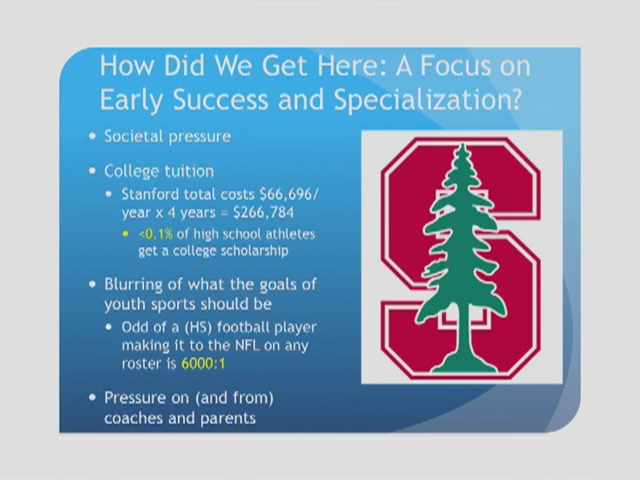 How Did We Get Here: A Focus on
Early Success and Specialization?
• Societal pressure
• College tuition
• Stanford total costs $66,696/
year x 4 years = $266,784
• <0.1% of high school athletes
get a college scholarship
• Blurring of what the goals of
youth sports should be
• Odd of a (HS) football player
making it to the NFL on any
roster is 6000:1
• Pressure on (and from)
coaches and parents
S